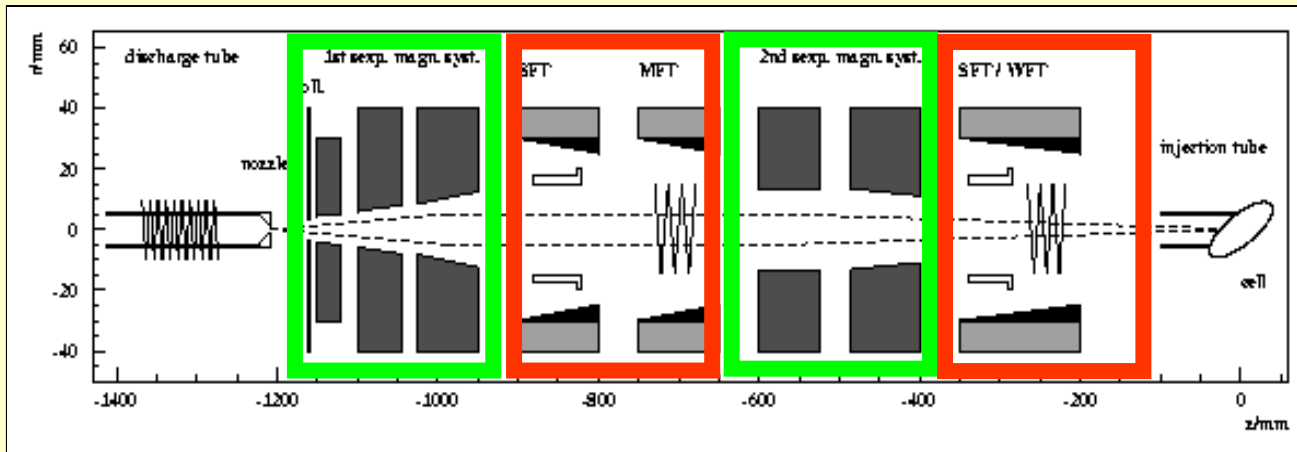 r/mm
60
40
20
0
-20
-40
discharge tube
1st sexp. magn. syst.
oll.
nozzle
SFT
MFT
2nd sexp. magn. syst.
SFT / WFT
injection tube
cell
-1400
-1200
-1000
-800
-600
-400
-200
0
z/mm